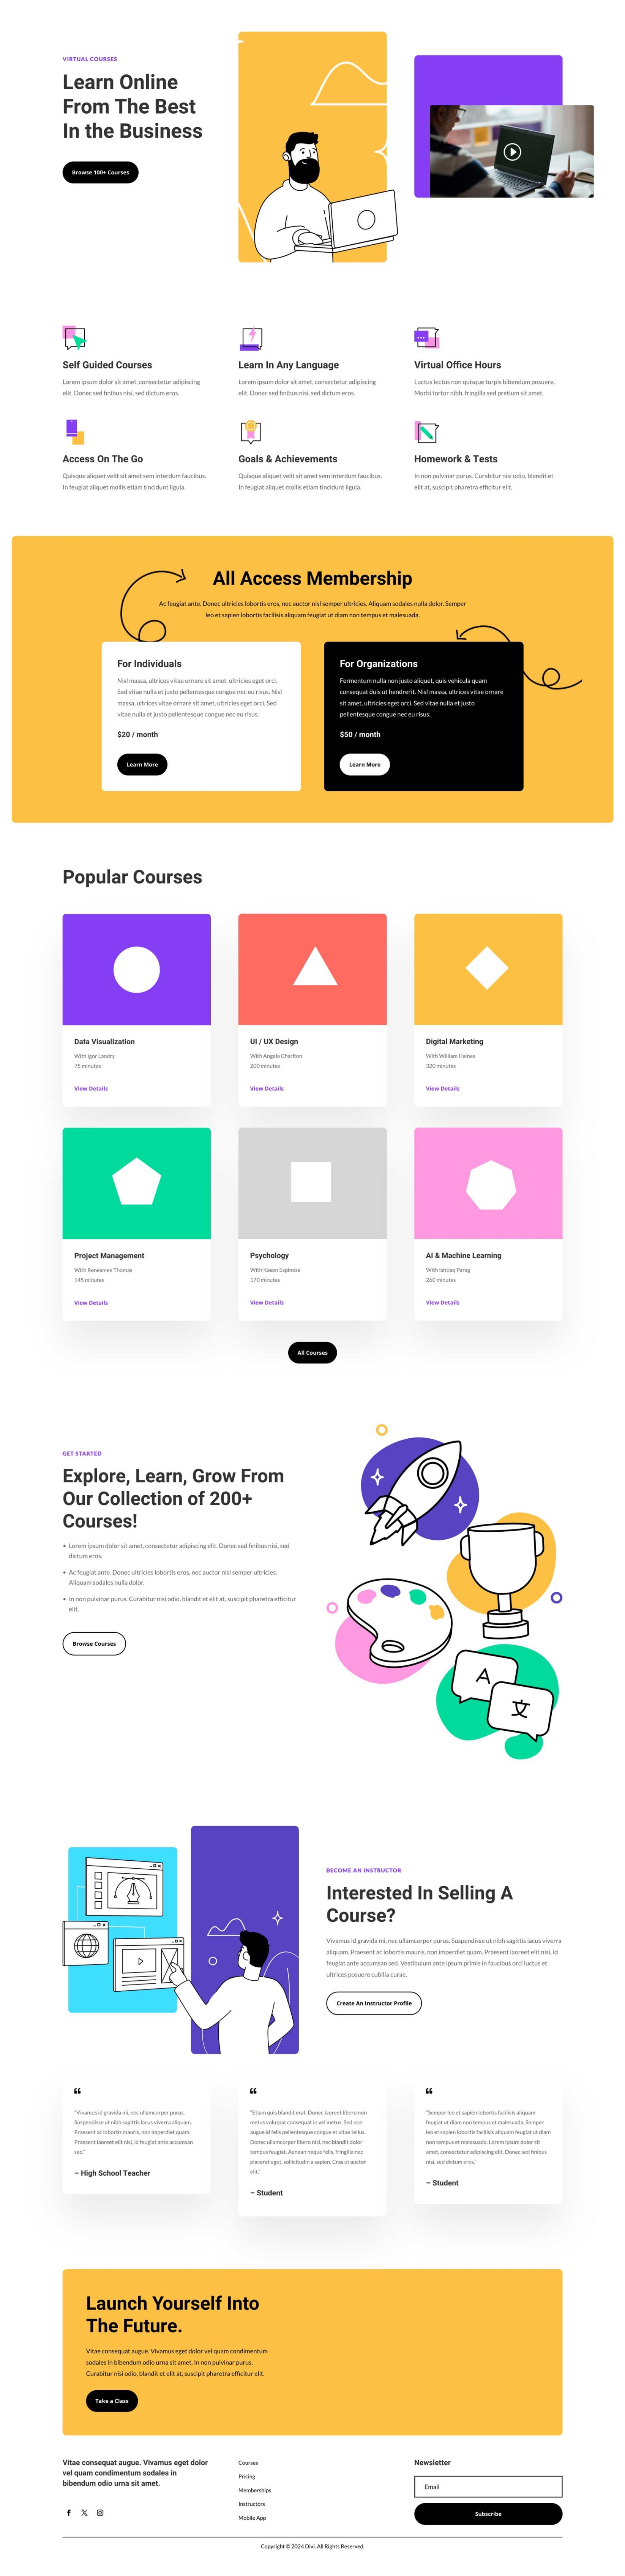 VIRTUAL COURSES
Learn Online
From The Best
In the Business
Browse 100+ Courses
Self Guided Courses
Lorem ipsum dolor sit amet, consectetur adipiscing
elit. Donec sed finibus nisi, sed dictum eros.
Learn In Any Language
Lorem ipsum dolor sit amet, consectetur adipiscing
elit. Donec sed finibus nisi, sed dictum eros.
Virtual Office Hours
Luctus lectus non quisque turpis bibendum posuere.
Morbi tortor nibh, fringilla sed pretium sit amet.
Access On The Go
Quisque aliquet velit sit amet sem interdum faucibus.
In feugiat aliquet mollis etiam tincidunt ligula.
Goals & Achievements
Quisque aliquet velit sit amet sem interdum faucibus.
In feugiat aliquet mollis etiam tincidunt ligula.
Homework & Tests
In non pulvinar purus. Curabitur nisi odio, blandit et
elit at, suscipit pharetra efficitur elit.
All Access Membership
Ac feugiat ante. Donec ultricies lobortis eros, nec auctor nisl semper ultricies. Aliquam sodales nulla dolor. Semper
leo et sapien lobortis facilisis aliquam feugiat ut diam non tempus et malesuada.
For Individuals
Nisl massa, ultrices vitae ornare sit amet, ultricies eget orci.
Sed vitae nulla et justo pellentesque congue nec eu risus. Nisl
massa, ultrices vitae ornare sit amet, ultricies eget orci. Sed
vitae nulla et justo pellentesque congue nec eu risus.
$20 / month
Learn More
For Organizations
Fermentum nulla non justo aliquet, quis vehicula quam
consequat duis ut hendrerit. Nisl massa, ultrices vitae ornare
sit amet, ultricies eget orci. Sed vitae nulla et justo
pellentesque congue nec eu risus.
$50 / month
Learn More
Popular Courses
Data Visualization
With Igor Landry
75 minutes
View Details
UI / UX Design
With Angela Charlton
200 minutes
View Details
Digital Marketing
With William Haines
320 minutes
View Details
Project Management
With Renesmee Thomas
145 minutes
View Details
Psychology
With Kason Espinosa
170 minutes
View Details
AI & Machine Learning
With Ishtiaq Parag
260 minutes
View Details
All Courses
GET STARTED
Explore, Learn, Grow From
Our Collection of 200+
Courses!
• Lorem ipsum dolor sit amet, consectetur adipiscing elit. Donec sed finibus nisi, sed
dictum eros.
• Ac feugiat ante. Donec ultricies lobortis eros, nec auctor nisl semper ultricies.
Aliquam sodales nulla dolor.
• In non pulvinar purus. Curabitur nisi odio, blandit et elit at, suscipit pharetra efficitur
elit.
Browse Courses
A
文
BECOME AN INSTRUCTOR
Interested In Selling A
Course?
Vivamus id gravida mi, nec ullamcorper purus. Suspendisse ut nibh sagittis lacus viverra
aliquam. Praesent ac lobortis mauris, non imperdiet quam. Praesent laoreet elit nisi, id
feugiat ante accumsan sed. Vestibulum ante ipsum primis in faucibus orci luctus et
ultrices posuere cubilia curae.
Create An Instructor Profile
“
"Vivamus id gravida mi, nec ullamcorper purus.
Suspendisse ut nibh sagittis lacus viverra aliquam.
Praesent ac lobortis mauris, non imperdiet quam.
Praesent laoreet elit nisi, id feugiat ante accumsan
sed."
– High School Teacher
“
"Etiam quis blandit erat. Donec laoreet libero non
metus volutpat consequat in vel metus. Sed non
augue id felis pellentesque congue et vitae tellus.
Donec ullamcorper libero nisl, nec blandit dolor
tempus feugiat. Aenean neque felis, fringilla nec
placerat eget, sollicitudin a sapien. Cras ut auctor
elit."
– Student
“
"Semper leo et sapien lobortis facilisis aliquam
feugiat ut diam non tempus et malesuada. Semper
leo et sapien lobortis facilisis aliquam feugiat ut diam
non tempus et malesuada. Lorem ipsum dolor sit
amet, consectetur adipiscing elit. Donec sed finibus
nisi, sed dictum eros."
– Student
Launch Yourself Into
The Future.
Vitae consequat augue. Vivamus eget dolor vel quam condimentum
sodales in bibendum odio urna sit amet. In non pulvinar purus.
Curabitur nisi odio, blandit et elit at, suscipit pharetra efficitur elit.
Take a Class
Vitae consequat augue. Vivamus eget dolor
vel quam condimentum sodales in
bibendum odio urna sit amet.
Courses
Pricing
Memberships
Instructors
Mobile App
Newsletter
Email
Subscribe
Copyright © 2024 Divi. All Rights Reserved.